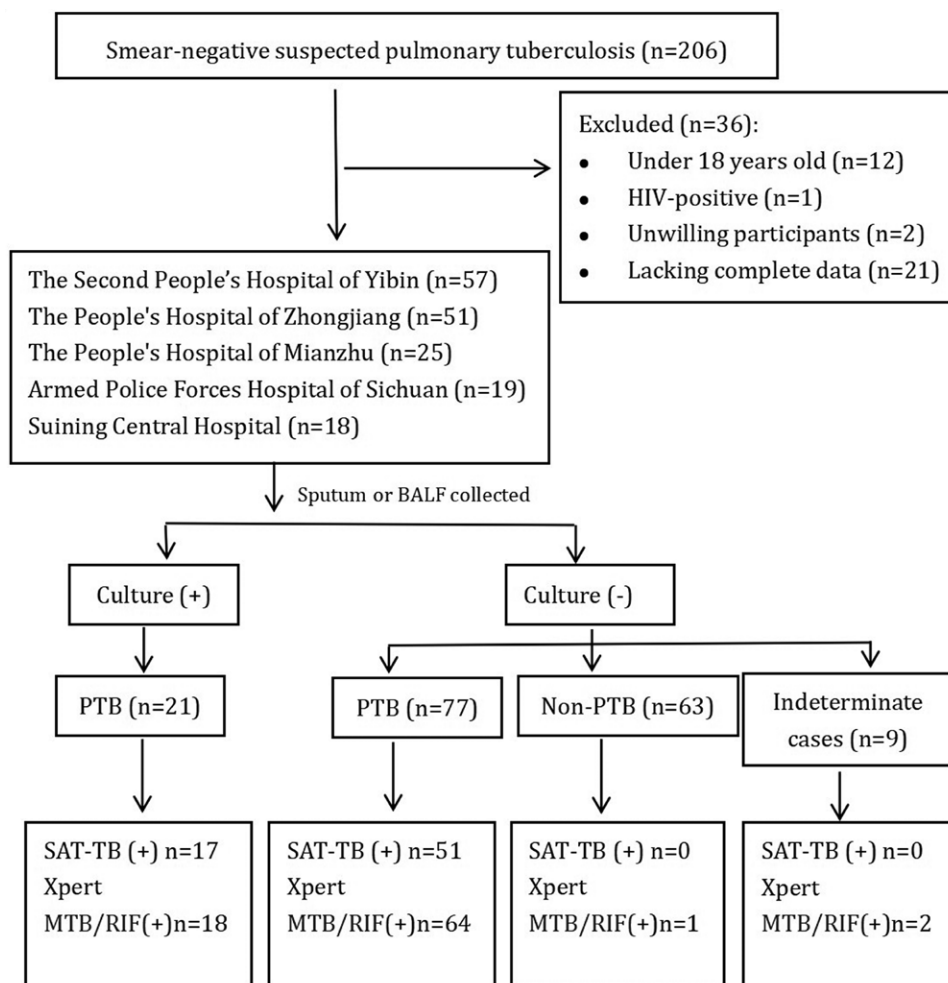 Smear-negative suspected pulmonary tuberculosis (n=206)
Excluded (n=36):
• Under 18 years old (n=12)
• HIV-positive (n=1)
• Unwilling participants (n=2)
• Lacking complete data (n=21)
The Second People’s Hospital of Yibin (n=57)
The People's Hospital of Zhongjiang (n=51)
The People's Hospital of Mianzhu (n=25)
Armed Police Forces Hospital of Sichuan (n=19)
Suining Central Hospital (n=18)
Sputum or BALF collected
Culture (+)
Culture (-)
PTB (n=21)
PTB (n=77)
Non-PTB (n=63)
Indeterminate
cases (n=9)
SAT-TB (+) n=17
Xpert
MTB/RIF(+)n=18
SAT-TB (+) n=51
Xpert
MTB/RIF(+)n=64
SAT-TB (+) n=0
Xpert
MTB/RIF(+)n=1
SAT-TB (+) n=0
Xpert
MTB/RIF(+)n=2